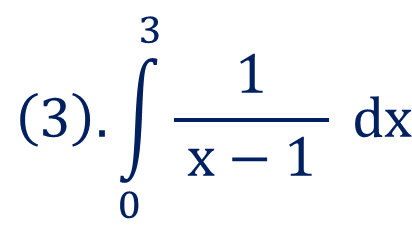 (3). ∫₀³ 1/(x − 1) dx